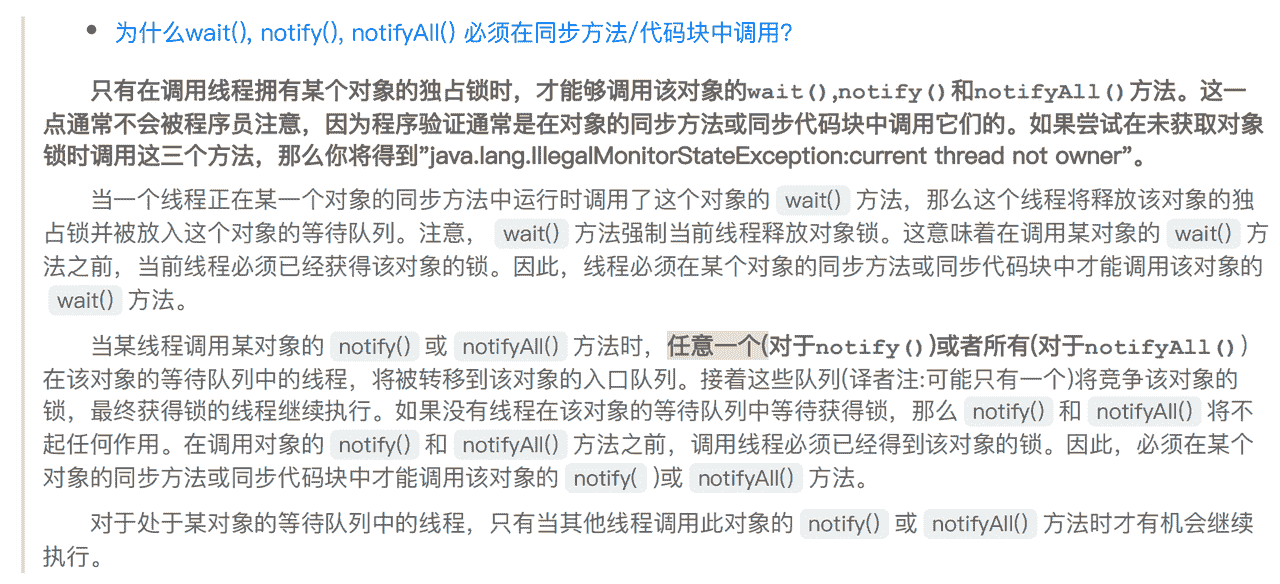 为什么wait(), notify(), notifyAll() 必须在同步方法/代码块中调用?
只有在调用线程拥有某个对象的独占锁时，才能够调用该对象的wait(),notify()和notifyAll()方法。这一
点通常不会被程序员注意，因为程序验证通常是在对象的同步方法或同步代码块中调用它们的。如果尝试在未获取对象
锁时调用这三个方法，那么你将得到”java.lang.IllegalMonitorStateException:current thread not owner”。
当一个线程正在某一个对象的同步方法中运行时调用了这个对象的 wait() 方法，那么这个线程将释放该对象的独
占锁并被放入这个对象的等待队列。注意， wait() 方法强制当前线程释放对象锁。这意味着在调用某对象的 wait() 方
法之前，当前线程必须已经获得该对象的锁。因此，线程必须在某个对象的同步方法或同步代码块中才能调用该对象的
wait() 方法。
当某线程调用某对象的 notify() 或 notifyAll() 方法时，任意一个(对于notify())或者所有(对于notifyAll())
在该对象的等待队列中的线程，将被转移到该对象的入口队列。接着这些队列(译者注:可能只有一个)将竞争该对象的
锁，最终获得锁的线程继续执行。如果没有线程在该对象的等待队列中等待获得锁，那么 notify() 和 notifyAll() 将不
起任何作用。在调用对象的 notify() 和 notifyAll() 方法之前，调用线程必须已经得到该对象的锁。因此，必须在某个
对象的同步方法或同步代码块中才能调用该对象的 notify( )或 notifyAll() 方法。
对于处于某对象的等待队列中的线程，只有当其他线程调用此对象的 notify() 或 notifyAll() 方法时才有机会继续
执行。